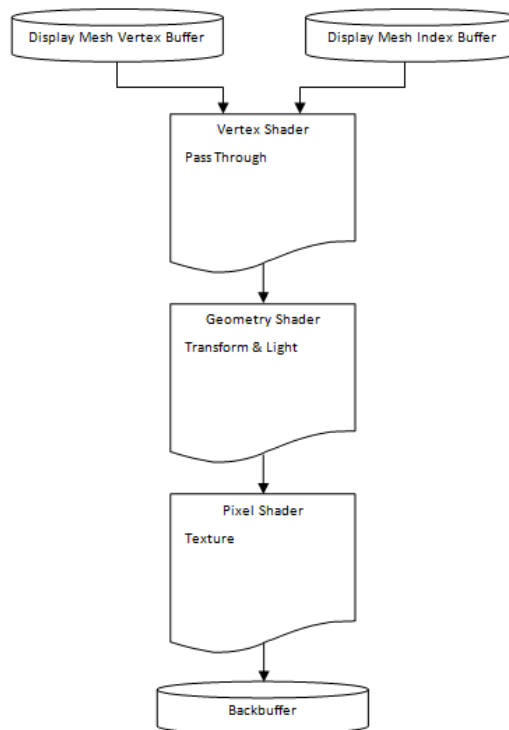 Display Mesh Vertex Buffer
Display Mesh Index Buffer
Vertex Shader
Pass Through
Geometry Shader
Transform & Light
Pixel Shader
Texture
Backbuffer